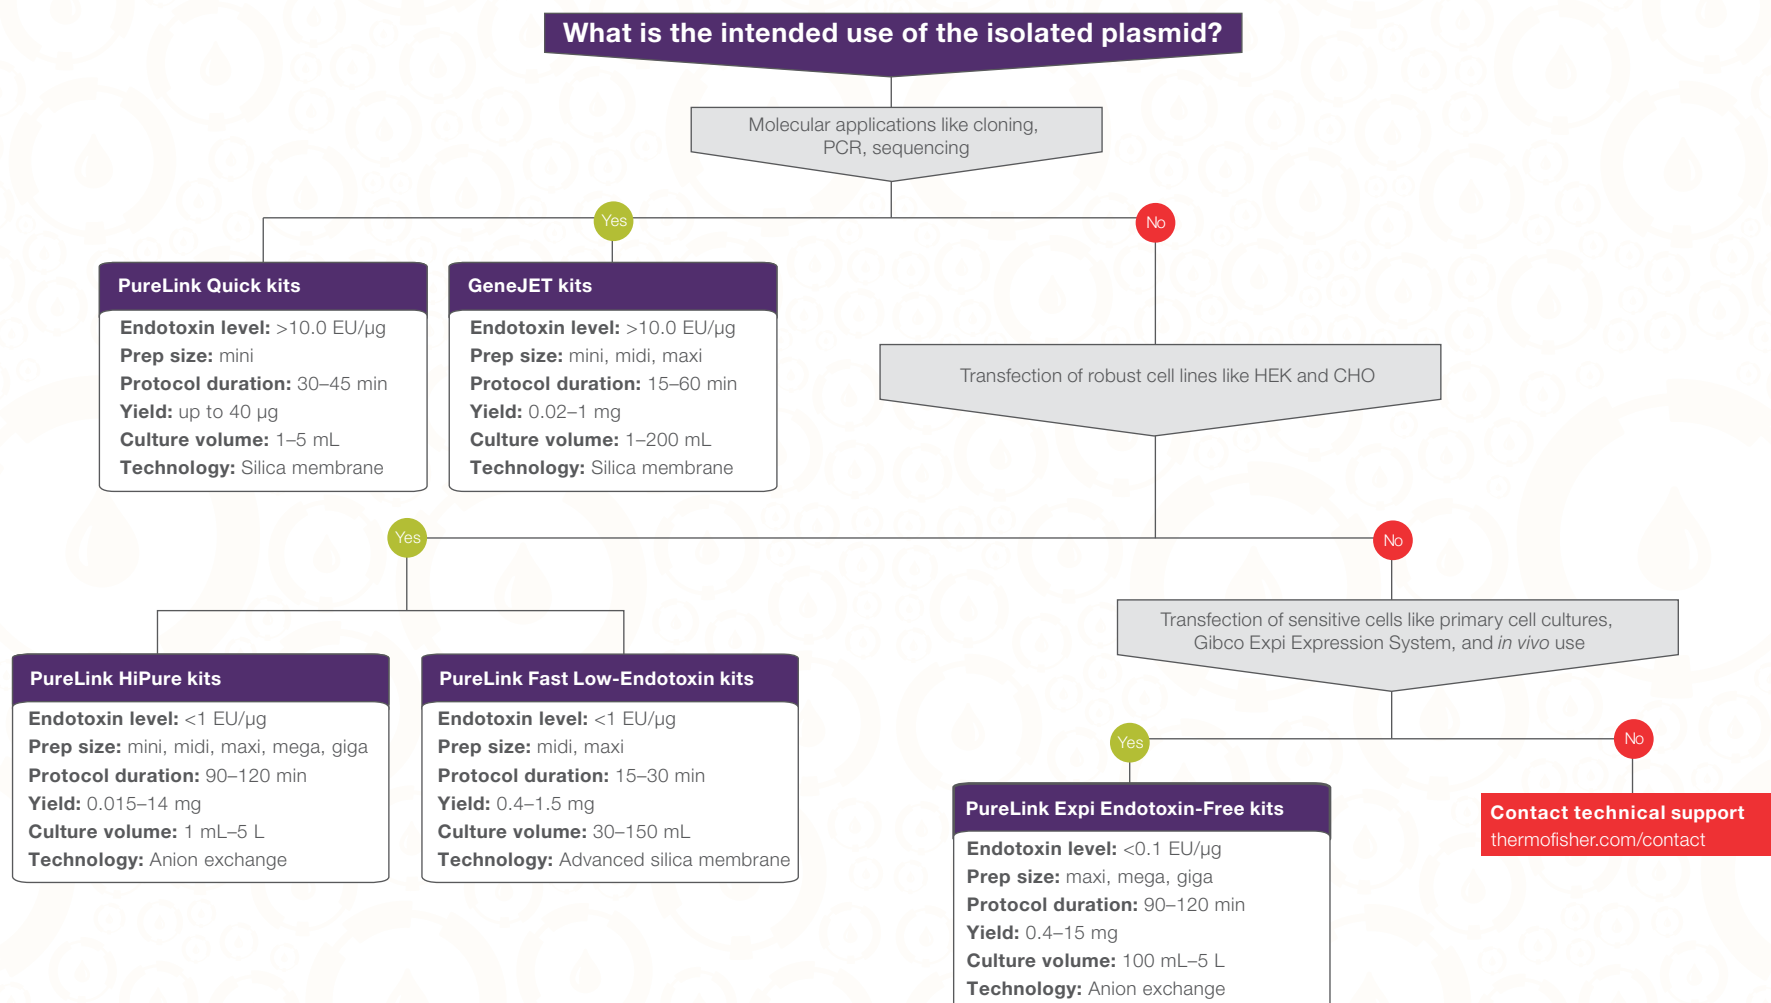 What is the intended use of the isolated plasmid?
Molecular applications like cloning,
PCR, sequencing
Yes
No
PureLink Quick kits
Endotoxin level: >10.0 EU/µg
Prep size: mini
Protocol duration: 30–45 min
Yield: up to 40 µg
Culture volume: 1–5 mL
Technology: Silica membrane
GeneJET kits
Endotoxin level: >10.0 EU/µg
Prep size: mini, midi, maxi
Protocol duration: 15–60 min
Yield: 0.02–1 mg
Culture volume: 1–200 mL
Technology: Silica membrane
Transfection of robust cell lines like HEK and CHO
Yes
No
PureLink HiPure kits
Endotoxin level: <1 EU/µg
Prep size: mini, midi, maxi, mega, giga
Protocol duration: 90–120 min
Yield: 0.015–14 mg
Culture volume: 1 mL–5 L
Technology: Anion exchange
PureLink Fast Low-Endotoxin kits
Endotoxin level: <1 EU/µg
Prep size: midi, maxi
Protocol duration: 15–30 min
Yield: 0.4–1.5 mg
Culture volume: 30–150 mL
Technology: Advanced silica membrane
Transfection of sensitive cells like primary cell cultures,
Gibco Expi Expression System, and in vivo use
Yes
No
PureLink Expi Endotoxin-Free kits
Endotoxin level: <0.1 EU/µg
Prep size: maxi, mega, giga
Protocol duration: 90–120 min
Yield: 0.4–15 mg
Culture volume: 100 mL–5 L
Technology: Anion exchange
Contact technical support
thermofisher.com/contact